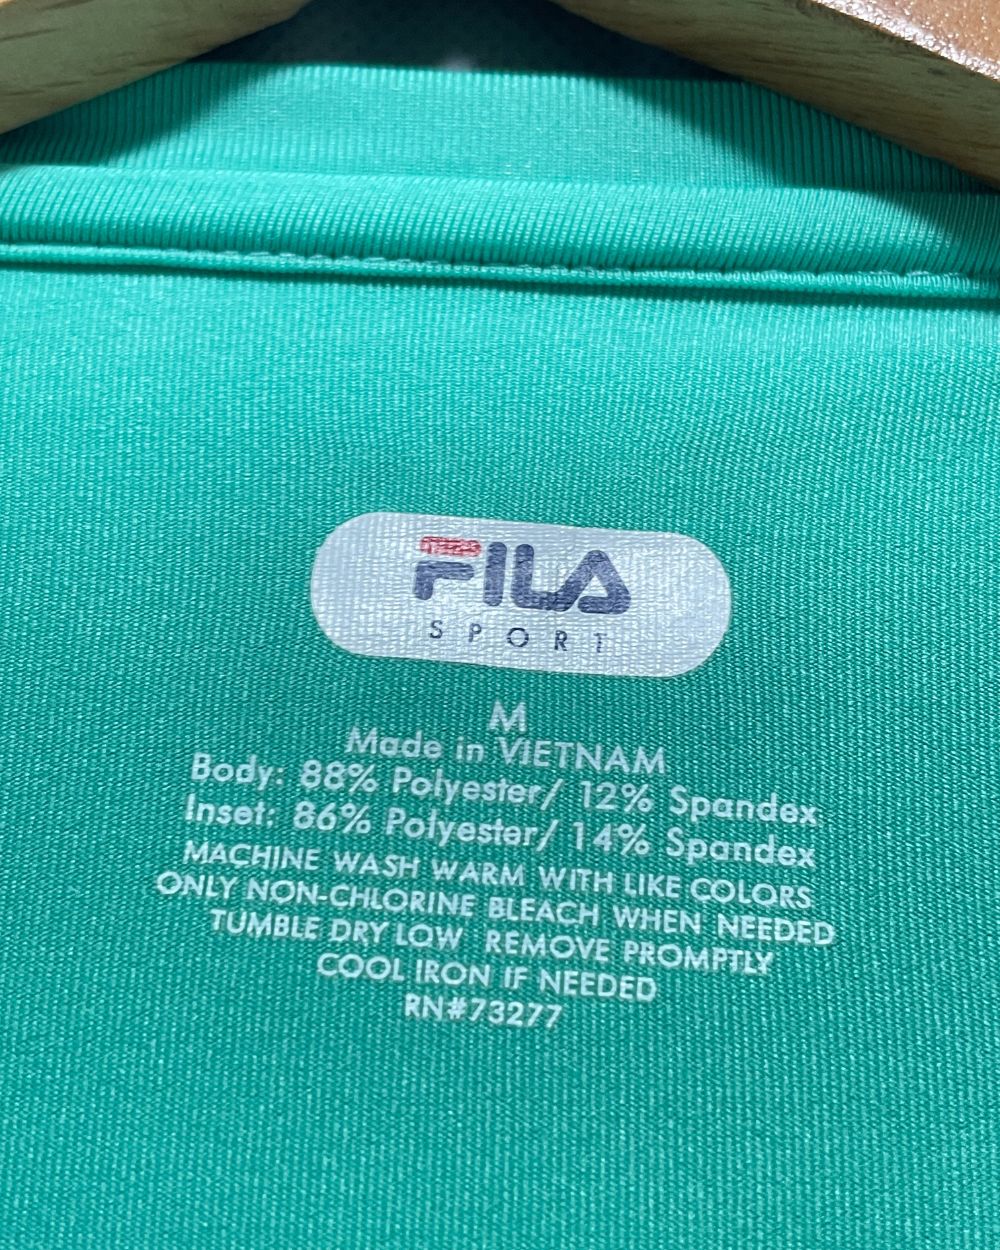 FILA
SPORT
M
Made in VIETNAM
Body: 88% Polyester/ 12% Spandex
Inset: 86% Polyester/ 14% Spandex
MACHINE WASH WARM WITH LIKE COLORS
ONLY NON-CHLORINE BLEACH WHEN NEEDED
TUMBLE DRY LOW REMOVE PROMPTLY
COOL IRON IF NEEDED
RN#73277